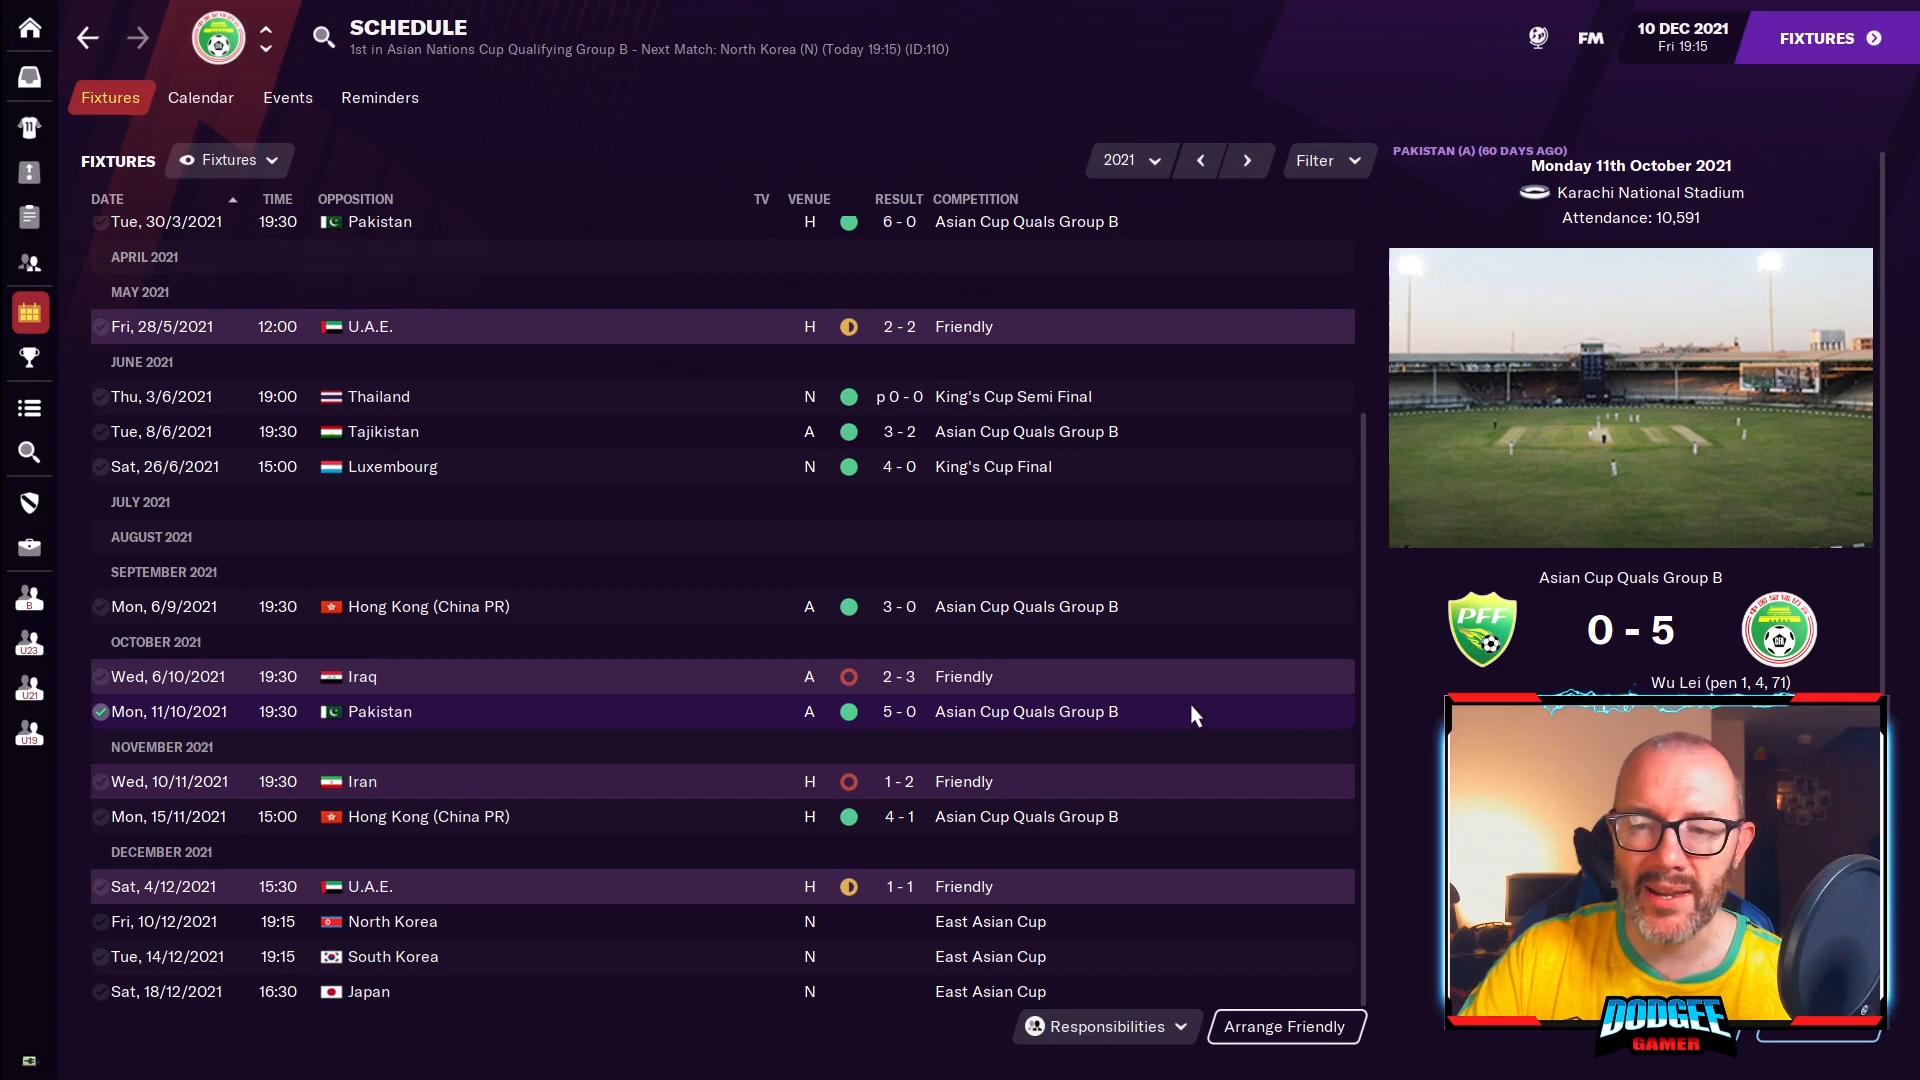 SCHEDULE
1st in Asian Nations Cup Qualifying Group B - Next Match: North Korea (N) (Today 19:15) (ID:110)
FM
10 DEC 2021
Fri 19:15
FIXTURES
Fixtures Calendar Events Reminders
FIXTURES Fixtures 2021 Filter
DATE TIME OPPOSITION TV VENUE RESULT COMPETITION
Tue, 30/3/2021 19:30 Pakistan H 6 - 0 Asian Cup Quals Group B
APRIL 2021
MAY 2021
Fri, 28/5/2021 12:00 U.A.E. H 2 - 2 Friendly
JUNE 2021
Thu, 3/6/2021 19:00 Thailand N p 0 - 0 King's Cup Semi Final
Tue, 8/6/2021 19:30 Tajikistan A 3 - 2 Asian Cup Quals Group B
Sat, 26/6/2021 15:00 Luxembourg N 4 - 0 King's Cup Final
JULY 2021
AUGUST 2021
SEPTEMBER 2021
Mon, 6/9/2021 19:30 Hong Kong (China PR) A 3 - 0 Asian Cup Quals Group B
OCTOBER 2021
Wed, 6/10/2021 19:30 Iraq A 2 - 3 Friendly
Mon, 11/10/2021 19:30 Pakistan A 5 - 0 Asian Cup Quals Group B
NOVEMBER 2021
Wed, 10/11/2021 19:30 Iran H 1 - 2 Friendly
Mon, 15/11/2021 15:00 Hong Kong (China PR) H 4 - 1 Asian Cup Quals Group B
DECEMBER 2021
Sat, 4/12/2021 15:30 U.A.E. H 1 - 1 Friendly
Fri, 10/12/2021 19:15 North Korea N East Asian Cup
Tue, 14/12/2021 19:15 South Korea N East Asian Cup
Sat, 18/12/2021 16:30 Japan N East Asian Cup
Responsibilities Arrange Friendly
PAKISTAN (A) (60 DAYS AGO)
Monday 11th October 2021
Karachi National Stadium
Attendance: 10,591
Asian Cup Quals Group B
PFF 0 - 5 CFA
Wu Lei (pen 1, 4, 71)
DODGEE
GAMER
11
B
U23
U21
U19